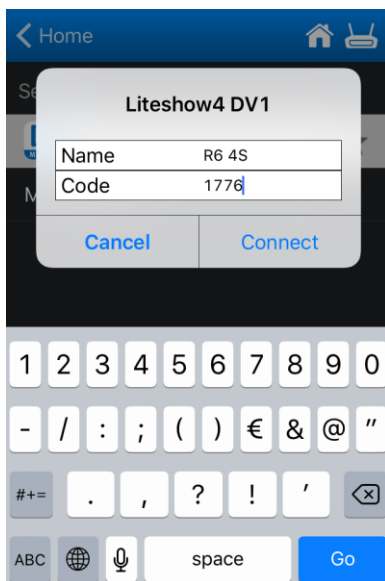 Home
Se
Liteshow4 DV1
Name R6 4S
Code 1776
M
Cancel Connect
1 2 3 4 5 6 7 8 9 0
- / : ; ( ) € & @ "
#+= . , ? ! ’
ABC space Go